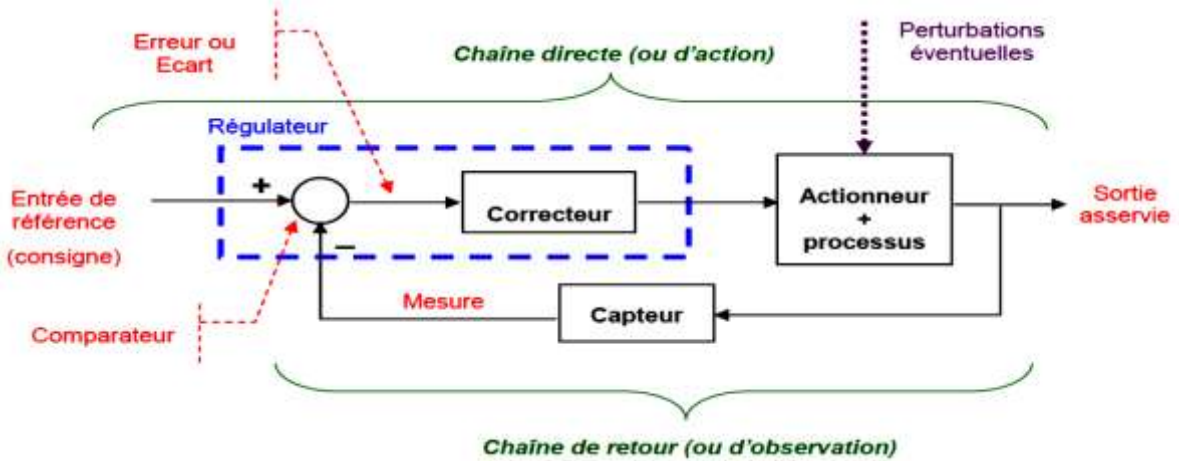 Erreur ou
Ecart
Chaîne directe (ou d'action)
Perturbations
éventuelles
Régulateur
Entrée de
référence
(consigne)
+
Correcteur
Actionneur
+
processus
Sortie
asservie
−
Mesure
Capteur
Comparateur
Chaîne de retour (ou d'observation)